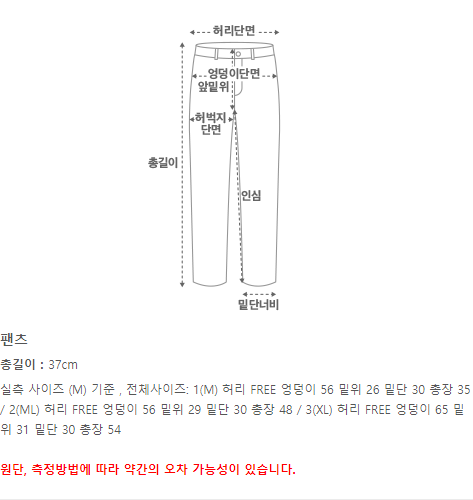 허리단면
엉덩이단면
앞밑위
허벅지
단면
총길이
인심
밑단너비
팬츠
총길이 : 37cm
실측 사이즈 (M) 기준 , 전체사이즈: 1(M) 허리 FREE 엉덩이 56 밑위 26 밑단 30 총장 35
/ 2(ML) 허리 FREE 엉덩이 56 밑위 29 밑단 30 총장 48 / 3(XL) 허리 FREE 엉덩이 65 밑
위 31 밑단 30 총장 54
원단, 측정방법에 따라 약간의 오차 가능성이 있습니다.